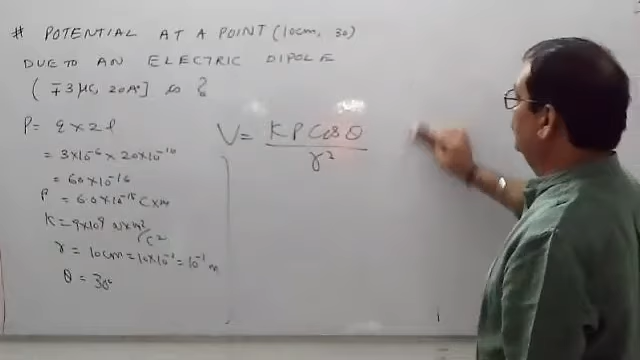 # POTENTIAL AT A POINT (10cm, 30)
DUE TO AN ELECTRIC DIPOLE
(∓3μC, 20A°] is ?
P = q × 2l
= 3×10⁻⁶ × 20×10⁻¹⁰
= 60×10⁻¹⁶
P = 6.0×10⁻¹⁵ C×m
K = 9×10⁹ N×m²/C²
r = 10cm = 10×10⁻² = 10⁻¹ m
θ = 30°
V = KP Cosθ / r²